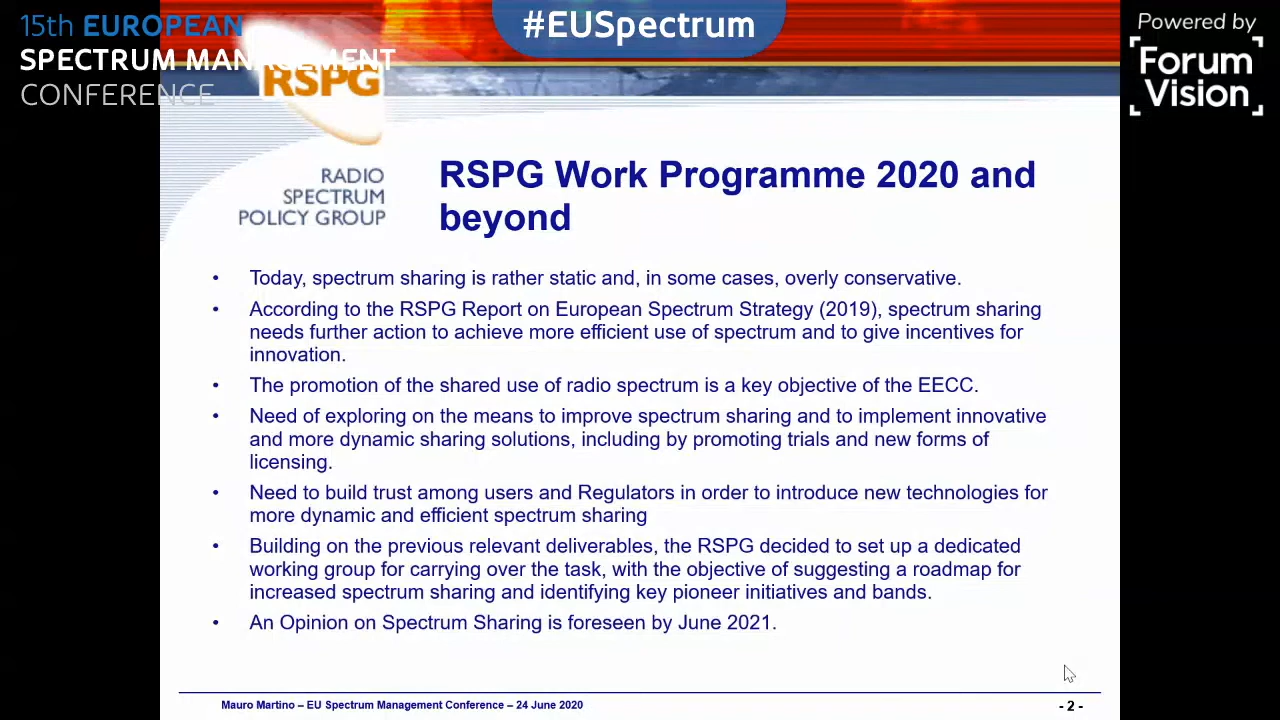 15th EUROPEAN
SPECTRUM MANAGEMENT
CONFERENCE
#EUSpectrum
Powered by
Forum
Vision
RSPG
RADIO
SPECTRUM
POLICY GROUP
RSPG Work Programme 2020 and
beyond
• Today, spectrum sharing is rather static and, in some cases, overly conservative.
• According to the RSPG Report on European Spectrum Strategy (2019), spectrum sharing
needs further action to achieve more efficient use of spectrum and to give incentives for
innovation.
• The promotion of the shared use of radio spectrum is a key objective of the EECC.
• Need of exploring on the means to improve spectrum sharing and to implement innovative
and more dynamic sharing solutions, including by promoting trials and new forms of
licensing.
• Need to build trust among users and Regulators in order to introduce new technologies for
more dynamic and efficient spectrum sharing
• Building on the previous relevant deliverables, the RSPG decided to set up a dedicated
working group for carrying over the task, with the objective of suggesting a roadmap for
increased spectrum sharing and identifying key pioneer initiatives and bands.
• An Opinion on Spectrum Sharing is foreseen by June 2021.
Mauro Martino – EU Spectrum Management Conference – 24 June 2020
- 2 -